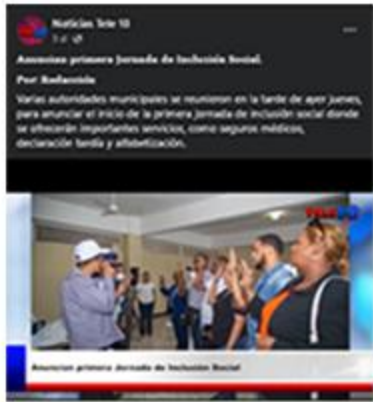 Noticias Tele 10
Anuncian primera Jornada de Inclusión Social.
Por: Redacción
Varias autoridades municipales se reunieron en la tarde de ayer jueves,
para anunciar el inicio de la primera jornada de inclusión social donde
se ofrecerán importantes servicios, como seguros médicos,
declaración tardía y alfabetización.
Anuncian primera Jornada de Inclusión Social